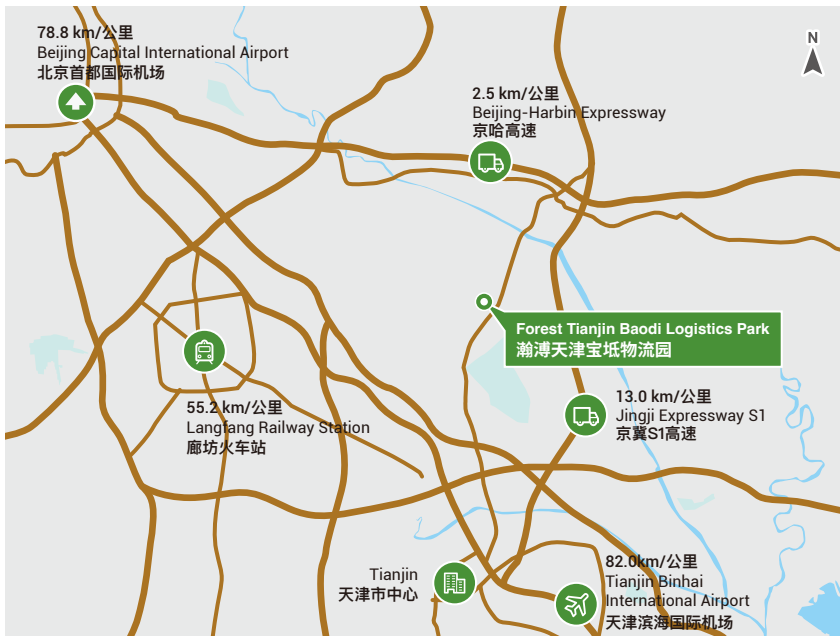 78.8 km/公里
Beijing Capital International Airport
北京首都国际机场
N
2.5 km/公里
Beijing-Harbin Expressway
京哈高速
Forest Tianjin Baodi Logistics Park
瀚溥天津宝坻物流园
13.0 km/公里
Jingji Expressway S1
京冀S1高速
55.2 km/公里
Langfang Railway Station
廊坊火车站
Tianjin
天津市中心
82.0km/公里
Tianjin Binhai
International Airport
天津滨海国际机场